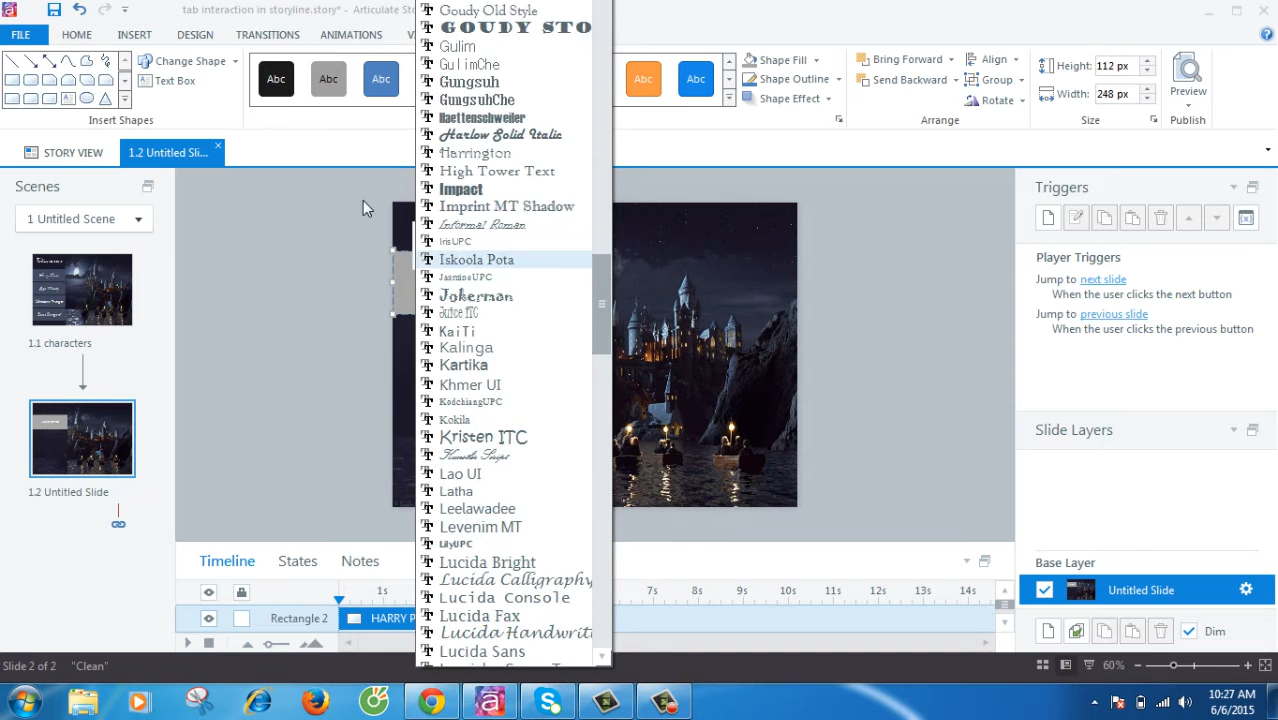 tab interaction in storyline.story* - Articulate Storyline
FILE
HOME
INSERT
DESIGN
TRANSITIONS
ANIMATIONS
Change Shape
Text Box
Insert Shapes
Abc
Abc
Abc
Abc
Abc
Shape Fill
Shape Outline
Shape Effect
Bring Forward
Send Backward
Align
Group
Rotate
Arrange
Height: 112 px
Width: 248 px
Size
Preview
Publish
STORY VIEW
1.2 Untitled Sli...
Scenes
1 Untitled Scene
1.1 characters
1.2 Untitled Slide
Goudy Old Style
GOUDY STO
Gulim
GulimChe
Gungsuh
GungsuhChe
Haettenschweiler
Harlow Solid Italic
Harrington
High Tower Text
Impact
Imprint MT Shadow
Informal Roman
IrisUPC
Iskoola Pota
JasmineUPC
Jokerman
Juice ITC
KaiTi
Kalinga
Kartika
Khmer UI
KodchiangUPC
Kokila
Kristen ITC
Kunstler Script
Lao UI
Latha
Leelawadee
Levenim MT
LilyUPC
Lucida Bright
Lucida Calligraphy
Lucida Console
Lucida Fax
Lucida Handwriti
Lucida Sans
Triggers
Player Triggers
Jump to next slide
When the user clicks the next button
Jump to previous slide
When the user clicks the previous button
Slide Layers
Base Layer
Untitled Slide
Dim
Timeline
States
Notes
1s
7s
8s
9s
10s
11s
12s
13s
14s
Rectangle 2
HARRY P
Slide 2 of 2
"Clean"
60%
10:27 AM
6/6/2015